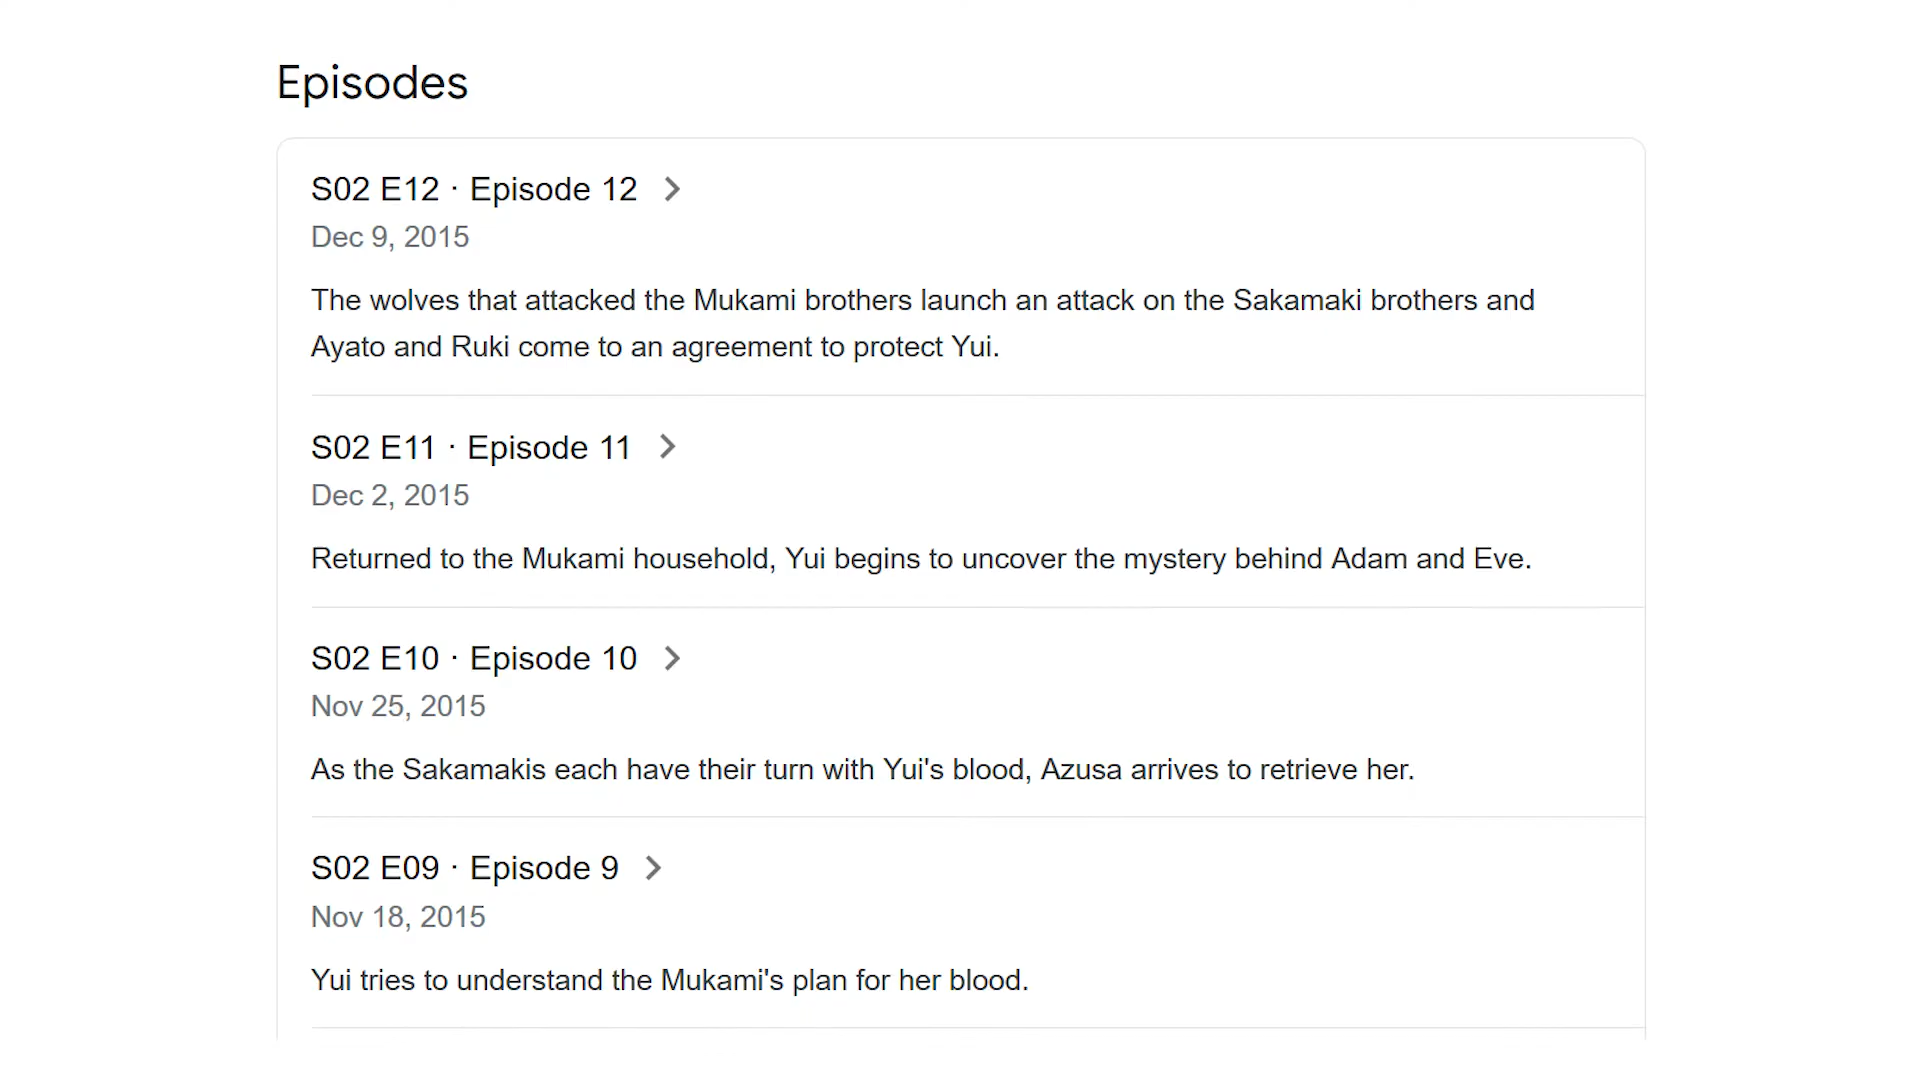 Episodes
S02 E12 · Episode 12
Dec 9, 2015
The wolves that attacked the Mukami brothers launch an attack on the Sakamaki brothers and
Ayato and Ruki come to an agreement to protect Yui.
S02 E11 · Episode 11
Dec 2, 2015
Returned to the Mukami household, Yui begins to uncover the mystery behind Adam and Eve.
S02 E10 · Episode 10
Nov 25, 2015
As the Sakamakis each have their turn with Yui's blood, Azusa arrives to retrieve her.
S02 E09 · Episode 9
Nov 18, 2015
Yui tries to understand the Mukami's plan for her blood.